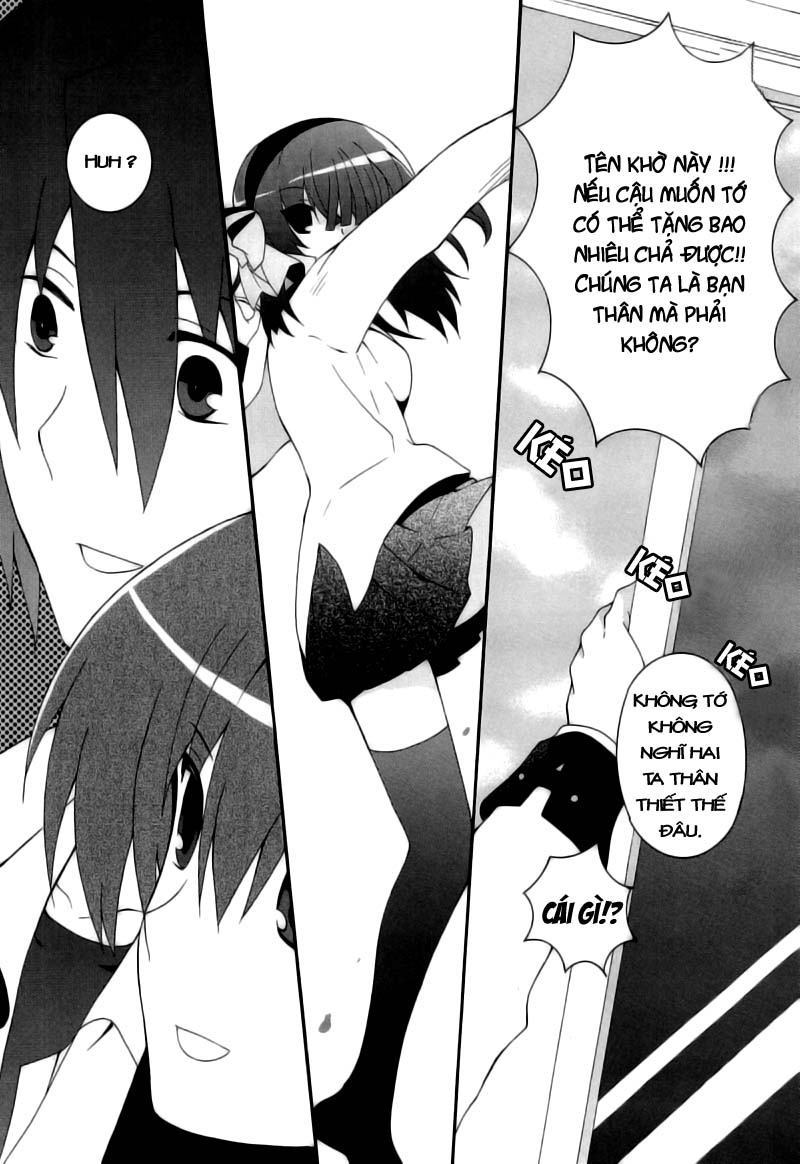 TÊN KHỜ NÀY !!!
NẾU CẬU MUỐN TỚ
CÓ THỂ TẶNG BAO
NHIÊU CHẢ ĐƯỢC!!
CHÚNG TA LÀ BẠN
THÂN MÀ PHẢI
KHÔNG?
KÉO
KÉO
KÉO
KHÔNG, TỚ
KHÔNG
NGHĨ HAI
TA THÂN
THIẾT THẾ
ĐÂU.
CÁI GÌ!?
HUH ?